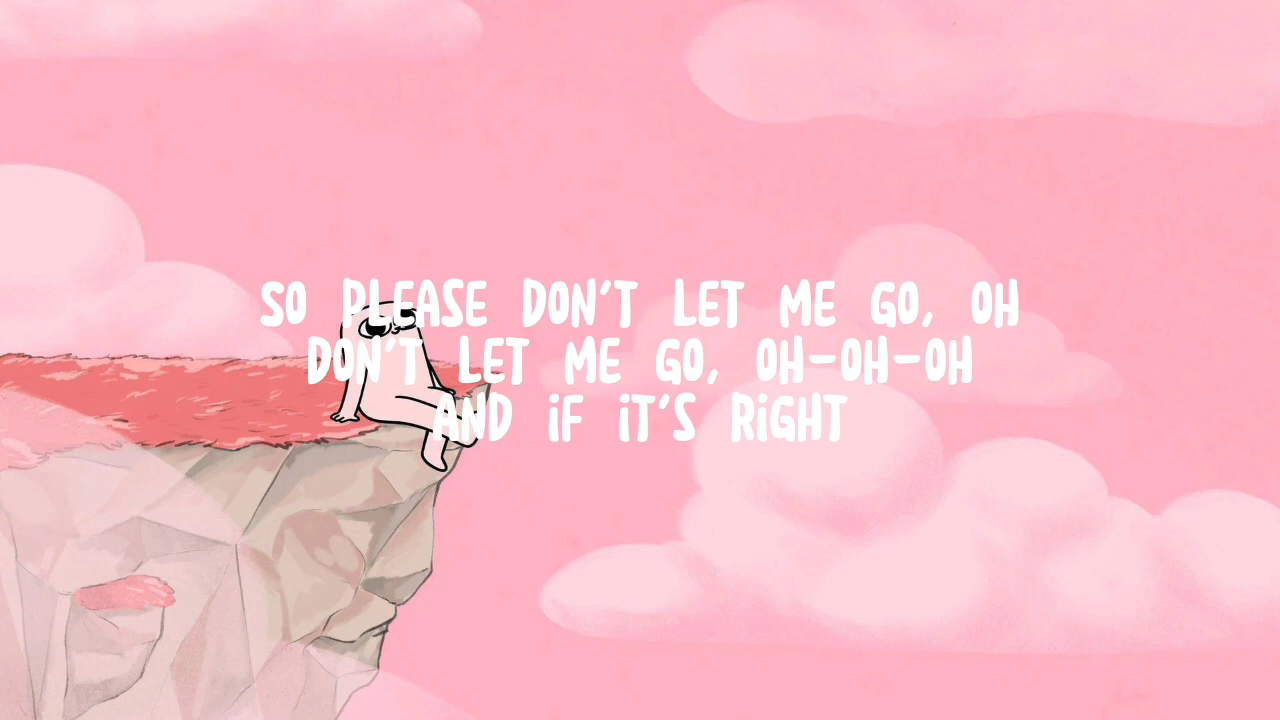 SO PLEASE DON'T LET ME GO, OH
DON'T LET ME GO, OH-OH-OH
AND iF iT'S RiGHT